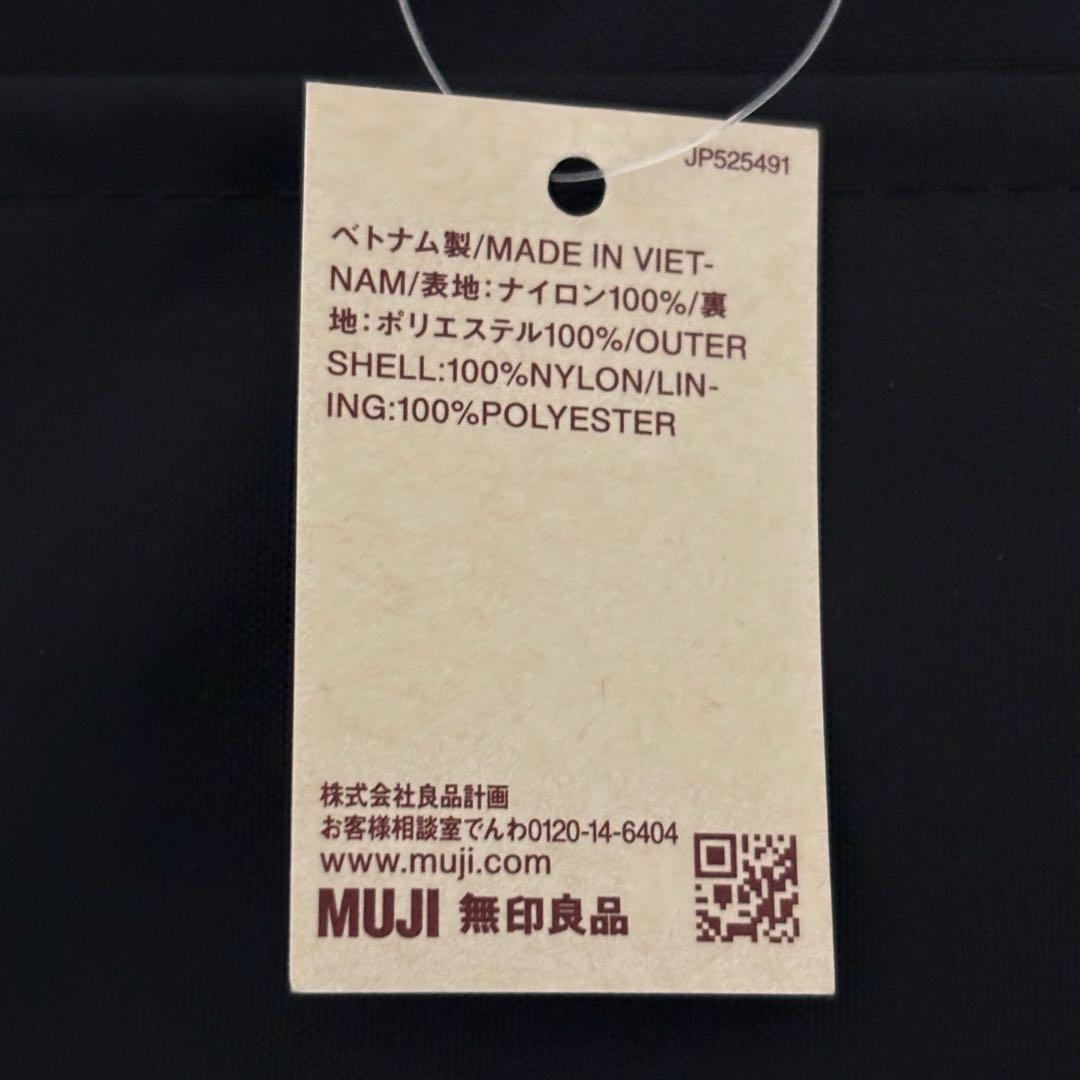 JP525491
ベトナム製/MADE IN VIET-
NAM/表地:ナイロン100%/裏
地:ポリエステル100%/OUTER
SHELL:100%NYLON/LIN-
ING:100%POLYESTER
株式会社良品計画
お客様相談室でんわ0120-14-6404
www.muji.com
MUJI 無印良品